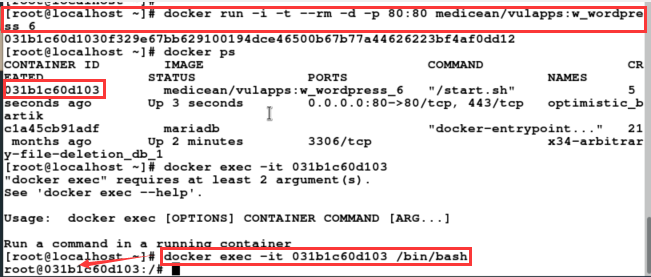 [root@localhost ~]# docker run -i -t --rm -d -p 80:80 medicean/vulapps:w_wordpre
ss_6
031b1c60d1030f329e67bb629100194dce46500b67b77a44626223bf4af0dd12
[root@localhost ~]# docker ps
CONTAINER ID        IMAGE                          COMMAND                  CR
EATED             STATUS              PORTS                         NAMES
031b1c60d103        medicean/vulapps:w_wordpress_6   "/start.sh"              5
seconds ago       Up 3 seconds        0.0.0.0:80->80/tcp, 443/tcp   optimistic_b
artik
c1a45cb91adf        mariadb                          "docker-entrypoint..."   21
 months ago       Up 2 minutes        3306/tcp                      x34-arbitrar
y-file-deletion_db_1
[root@localhost ~]# docker exec -it 031b1c60d103
"docker exec" requires at least 2 argument(s).
See 'docker exec --help'.
Usage:  docker exec [OPTIONS] CONTAINER COMMAND [ARG...]
Run a command in a running container
[root@localhost ~]# docker exec -it 031b1c60d103 /bin/bash
root@031b1c60d103:/#